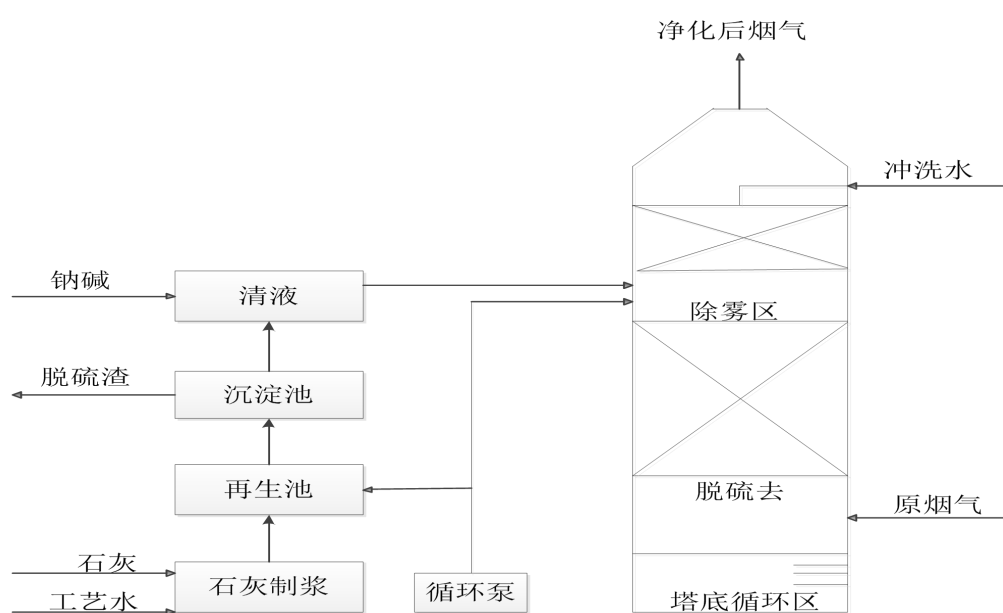 净化后烟气
冲洗水
钠碱
清液
除雾区
脱硫渣
沉淀池
再生池
脱硫去
原烟气
石灰
石灰制浆
循环泵
工艺水
塔底循环区